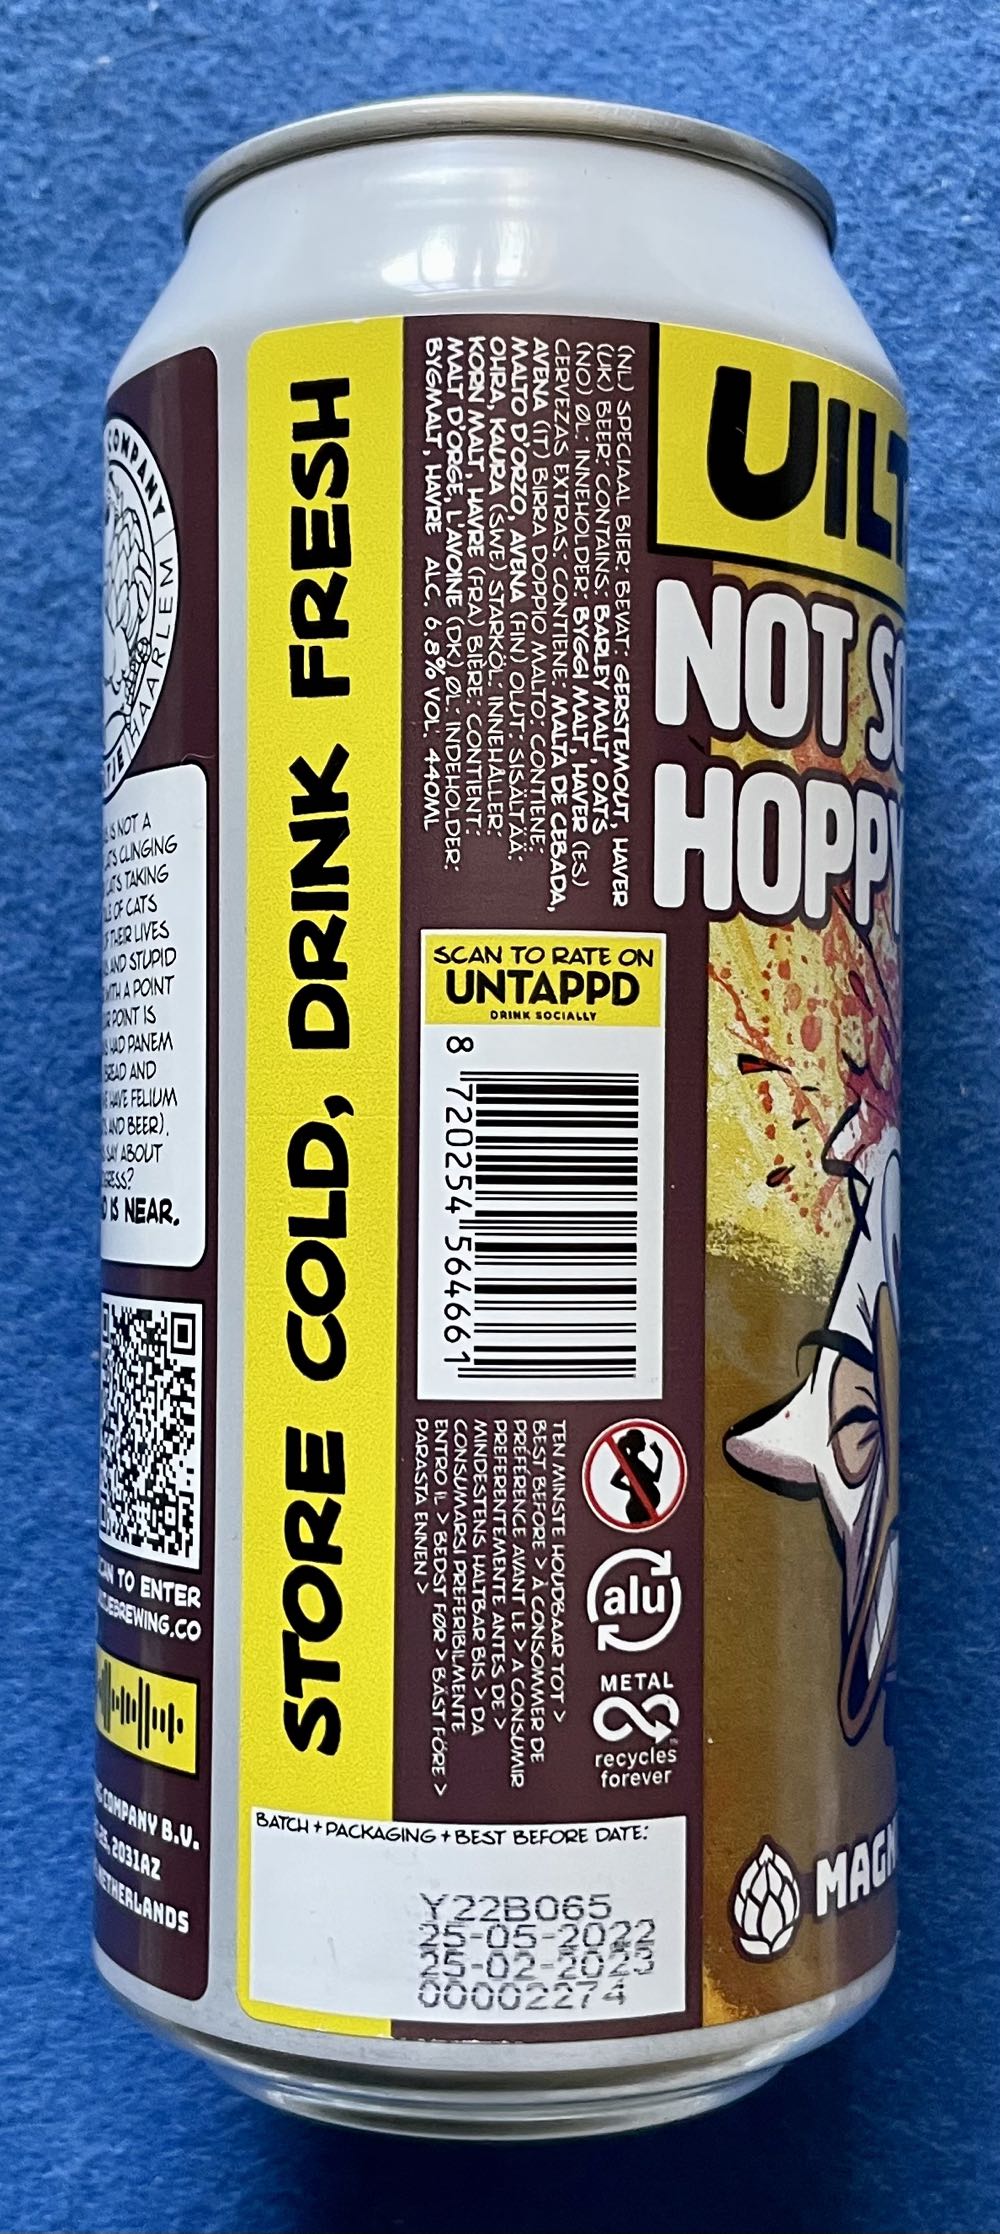 COMPANY
HAARLEM
IS NOT A
CLINGING
TAKING
OF CATS
THEIR LIVES
AND STUPID
WITH A POINT
POINT IS
HAD PANEM
AND
HAVE FELIUM
AND BEER).
SAY ABOUT
IS NEAR.
TO ENTER
COMPANY B.V.
2031AZ
NETHERLANDS
STORE COLD, DRINK FRESH
(NL) SPECIAAL BIER: BEVAT: GERSTEMOUT, HAVER
(UK) BEER: CONTAINS: BARLEY MALT, OATS
(NO) ØL: INNEHOLDER: BYGGI MALT, HAVER (ES)
CERVEZAS EXTRAS: CONTIENE: MALTA DE CEBADA,
AVENA (IT) BIRRA DOPPIO MALTO: CONTIENE:
MALTO D'ORZO, AVENA (FIN) OLUT: SISÄLTÄÄ:
OHRA, KAURA (SWE) STARKÖL: INNEHÅLLER:
KORN MALT, HAVRE (FRA) BIÈRE: CONTIENT:
MALT D'ORGE, L'AVOINE (DK) ØL: INDEHOLDER:
BYGMALT, HAVRE ALC. 6.8% VOL. 440ML
SCAN TO RATE ON
UNTAPPD
DRINK SOCIALLY
8 720254 564661
TEN MINSTE HOUDBAAR TOT >
BEST BEFORE > À CONSOMMER DE
PRÉFÉRENCE AVANT LE > A CONSUMIR
PREFERENTEMENTE ANTES DE >
MINDESTENS HALTBAR BIS > DA
CONSUMARSI PREFERIBILMENTE
ENTRO IL > BEDST FØR > BÄST FÖRE >
PARASTA ENNEN >
alu
METAL
recycles
forever
BATCH + PACKAGING + BEST BEFORE DATE:
Y22B065
25-05-2022
25-02-2023
00002274
UILT
NOT SO
HOPPY
MAGN